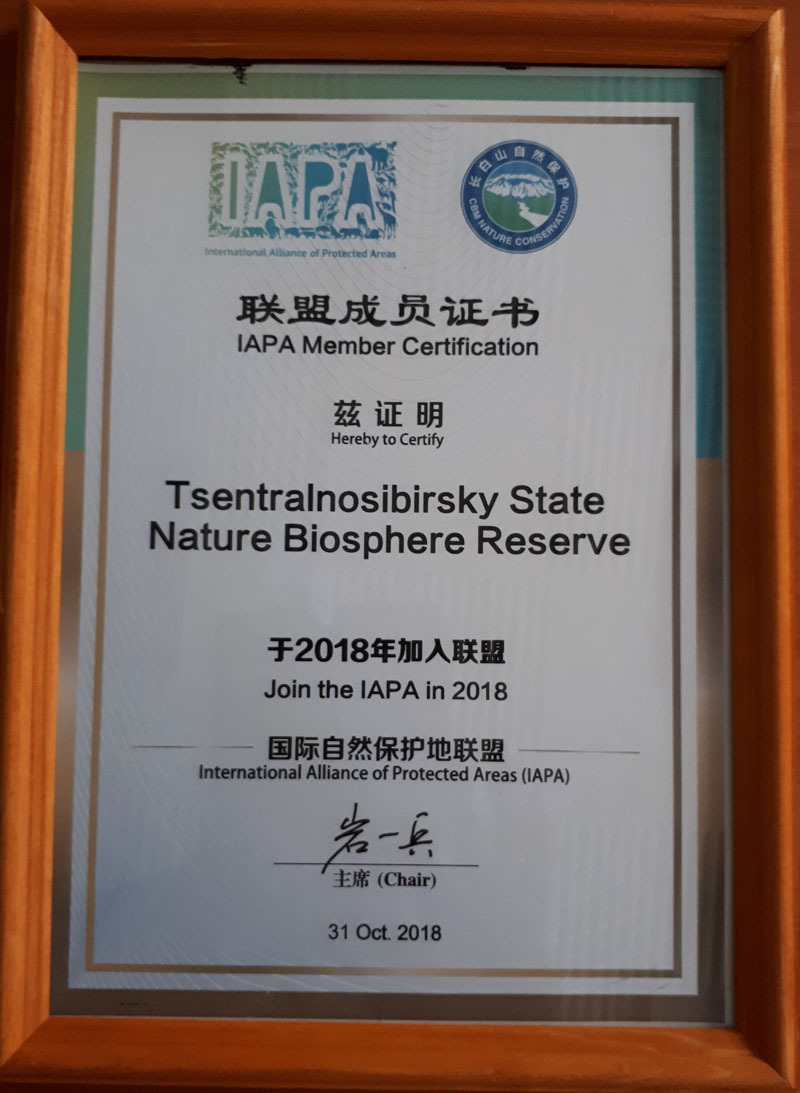 IAPA
International Alliance of Protected Areas
长白山自然保护
CBM NATURE CONSERVATION
联盟成员证书
IAPA Member Certification
兹证明
Hereby to Certify
Tsentralnosibirsky State
Nature Biosphere Reserve
于2018年加入联盟
Join the IAPA in 2018
国际自然保护地联盟
International Alliance of Protected Areas (IAPA)
主席 (Chair)
31 Oct. 2018